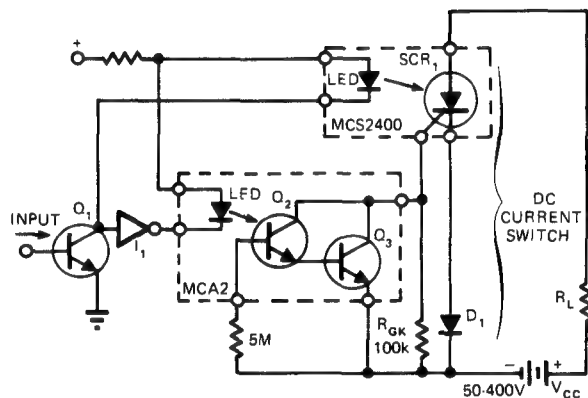 +
SCR1
LED
MCS2400
LED
Q2
Q1
INPUT
I1
Q3
DC
CURRENT
SWITCH
MCA2
RL
RGK
100k
D1
5M
- +
50-400V
VCC